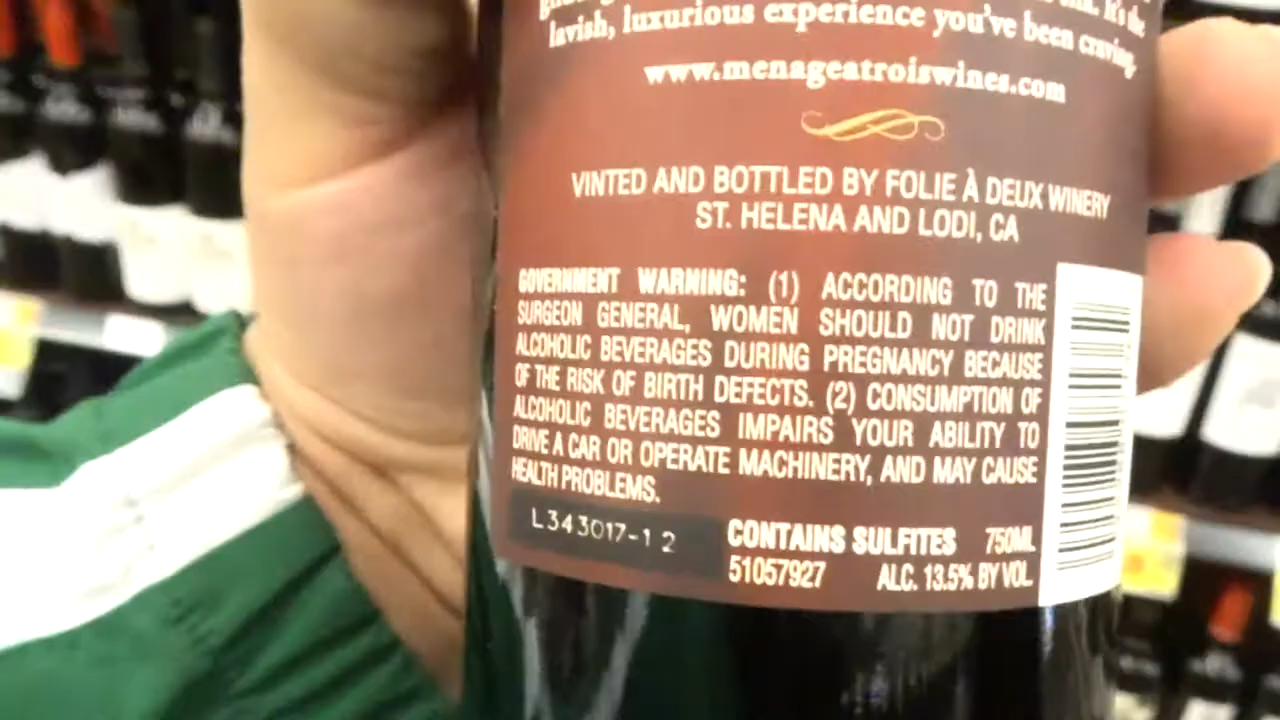 It's the
lavish, luxurious experience you've been craving.
www.menageatroiswines.com
VINTED AND BOTTLED BY FOLIE À DEUX WINERY
ST. HELENA AND LODI, CA
GOVERNMENT WARNING: (1) ACCORDING TO THE
SURGEON GENERAL, WOMEN SHOULD NOT DRINK
ALCOHOLIC BEVERAGES DURING PREGNANCY BECAUSE
OF THE RISK OF BIRTH DEFECTS. (2) CONSUMPTION OF
ALCOHOLIC BEVERAGES IMPAIRS YOUR ABILITY TO
DRIVE A CAR OR OPERATE MACHINERY, AND MAY CAUSE
HEALTH PROBLEMS.
L343017-12
CONTAINS SULFITES 750ML
51057927 ALC. 13.5% BY VOL.